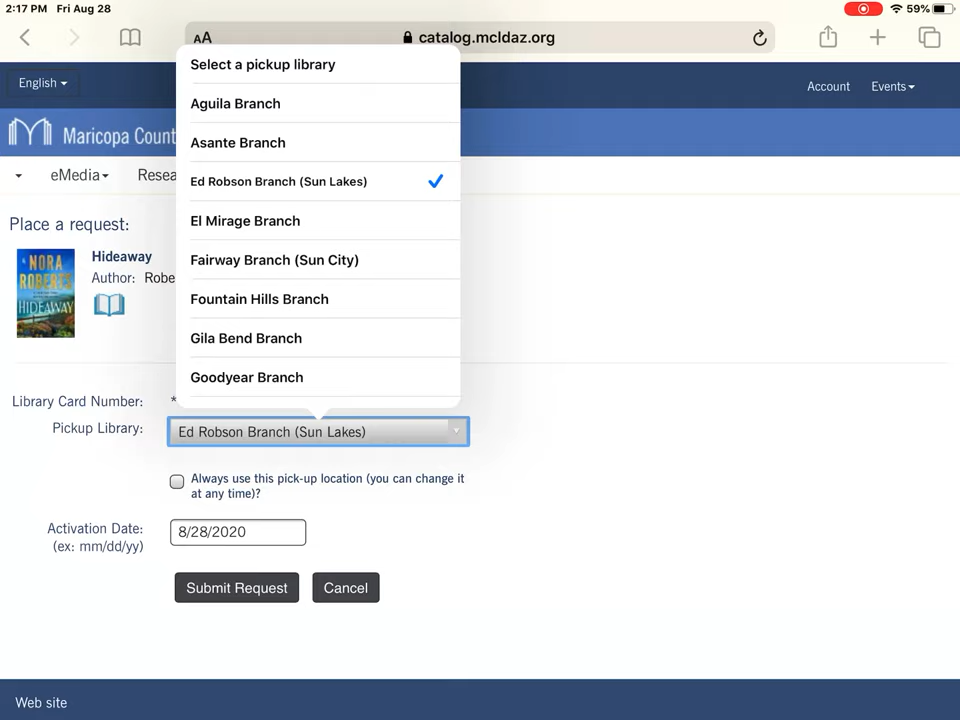 2:17 PM Fri Aug 28
59%
AA
catalog.mcldaz.org
English
Account
Events
Maricopa Count
eMedia
Resea
Place a request:
NORA
ROBERTS
HIDEAWAY
Hideaway
Author: Robe
Select a pickup library
Aguila Branch
Asante Branch
Ed Robson Branch (Sun Lakes)
El Mirage Branch
Fairway Branch (Sun City)
Fountain Hills Branch
Gila Bend Branch
Goodyear Branch
Library Card Number: *
Pickup Library: Ed Robson Branch (Sun Lakes)
Always use this pick-up location (you can change it
at any time)?
Activation Date: 8/28/2020
(ex: mm/dd/yy)
Submit Request
Cancel
Web site